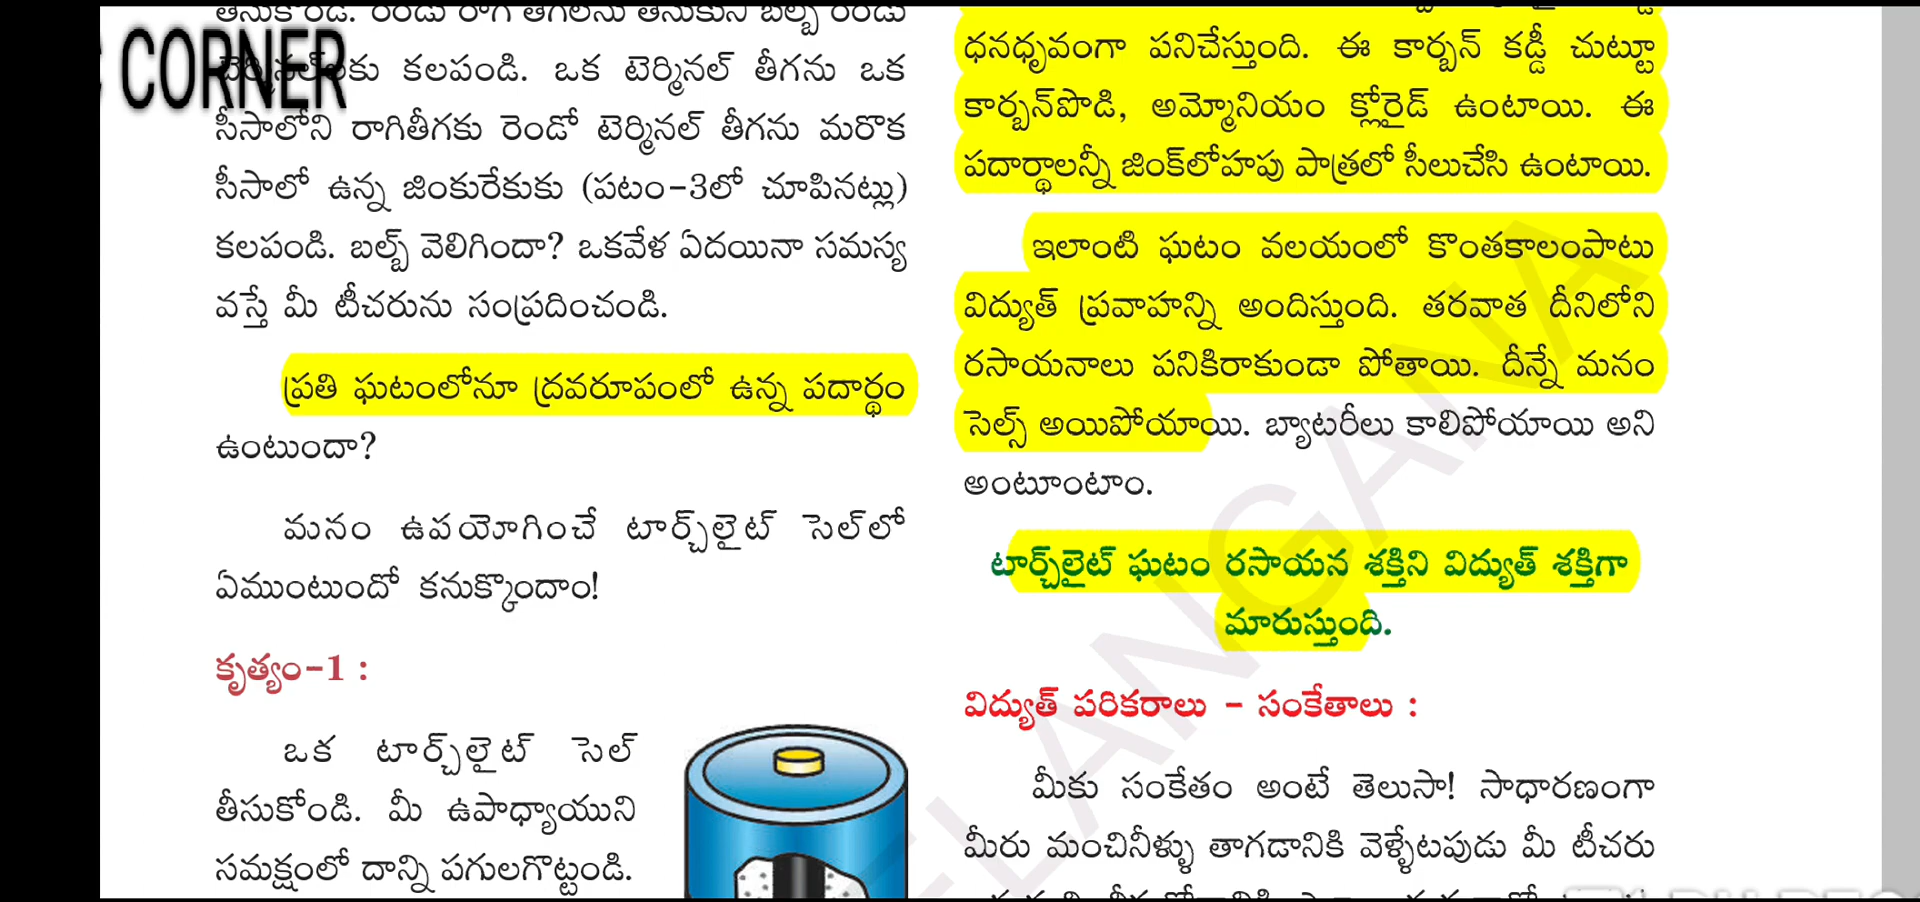 తీసుకోండి. రెండు రాగి తీగలను తీసుకుని బల్బ్ రెండు
CORNER
కు కలపండి. ఒక టెర్మినల్ తీగను ఒక
సీసాలోని రాగితీగకు రెండో టెర్మినల్ తీగను మరొక
సీసాలో ఉన్న జింకురేకుకు (పటం-3లో చూపినట్లు)
కలపండి. బల్బ్ వెలిగిందా? ఒకవేళ ఏదయినా సమస్య
వస్తే మీ టీచరును సంప్రదించండి.
ప్రతి ఘటంలోనూ ద్రవరూపంలో ఉన్న పదార్థం
ఉంటుందా?
మనం ఉపయోగించే టార్చ్‌లైట్ సెల్‌లో
ఏముంటుందో కనుక్కొందాం!
కృత్యం-1 :
ఒక టార్చ్‌లైట్ సెల్
తీసుకోండి. మీ ఉపాధ్యాయుని
సమక్షంలో దాన్ని పగులగొట్టండి.
ధనధృవంగా పనిచేస్తుంది. ఈ కార్బన్ కడ్డీ చుట్టూ
కార్బన్‌పొడి, అమ్మోనియం క్లోరైడ్ ఉంటాయి. ఈ
పదార్థాలన్నీ జింక్‌లోహపు పాత్రలో సీలుచేసి ఉంటాయి.
ఇలాంటి ఘటం వలయంలో కొంతకాలంపాటు
విద్యుత్ ప్రవాహాన్ని అందిస్తుంది. తరవాత దీనిలోని
రసాయనాలు పనికిరాకుండా పోతాయి. దీన్నే మనం
సెల్స్ అయిపోయాయి. బ్యాటరీలు కాలిపోయాయి అని
అంటూంటాం.
టార్చ్‌లైట్ ఘటం రసాయన శక్తిని విద్యుత్ శక్తిగా
మారుస్తుంది.
విద్యుత్ పరికరాలు - సంకేతాలు :
మీకు సంకేతం అంటే తెలుసా! సాధారణంగా
మీరు మంచినీళ్ళు తాగడానికి వెళ్ళేటపుడు మీ టీచరు
ELANGANA